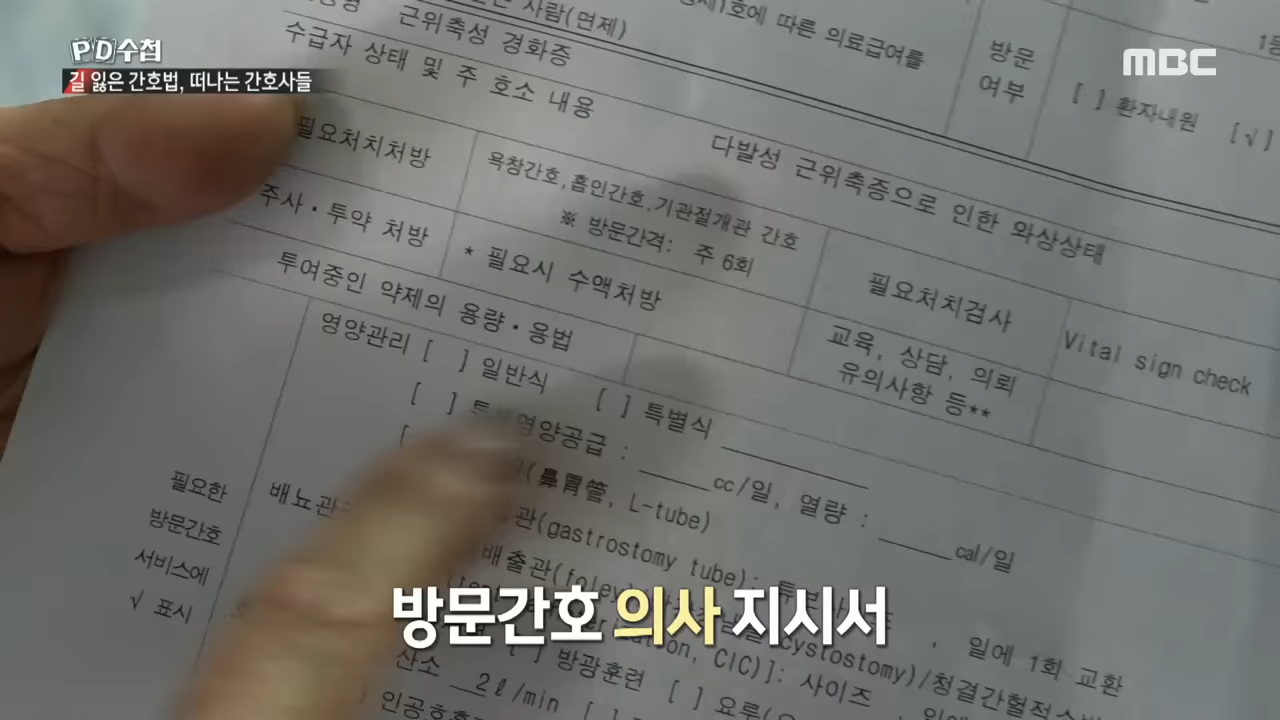 PD수첩
길 잃은 간호법, 떠나는 간호사들
MBC
사람(면제)
호에 따른 의료급여를
방문
여부
[ ] 환자내원 [√]
근위축성 경화증
수급자 상태 및 주 호소 내용
다발성 근위축증으로 인한 와상상태
필요처치처방
욕창간호,흡인간호,기관절개관 간호
※ 방문간격: 주 6회
필요처치검사
Vital sign check
주사·투약 처방
* 필요시 수액처방
교육, 상담, 의뢰
유의사항 등**
투여중인 약제의 용량·용법
영양관리 [ ] 일반식 [ ] 특별식
[ ] 영양공급 : cc/일, 열량 : cal/일
(鼻胃管, L-tube)
관(gastrostomy tube):
필요한
방문간호
서비스에
√ 표시
배출관(foley)
, 일에 1회 교환
CIC)]: 사이즈
cystostomy)/청결간헐적
산소 2ℓ/min
[ ] 방광훈련 [ ] 요루
방문간호 의사 지시서